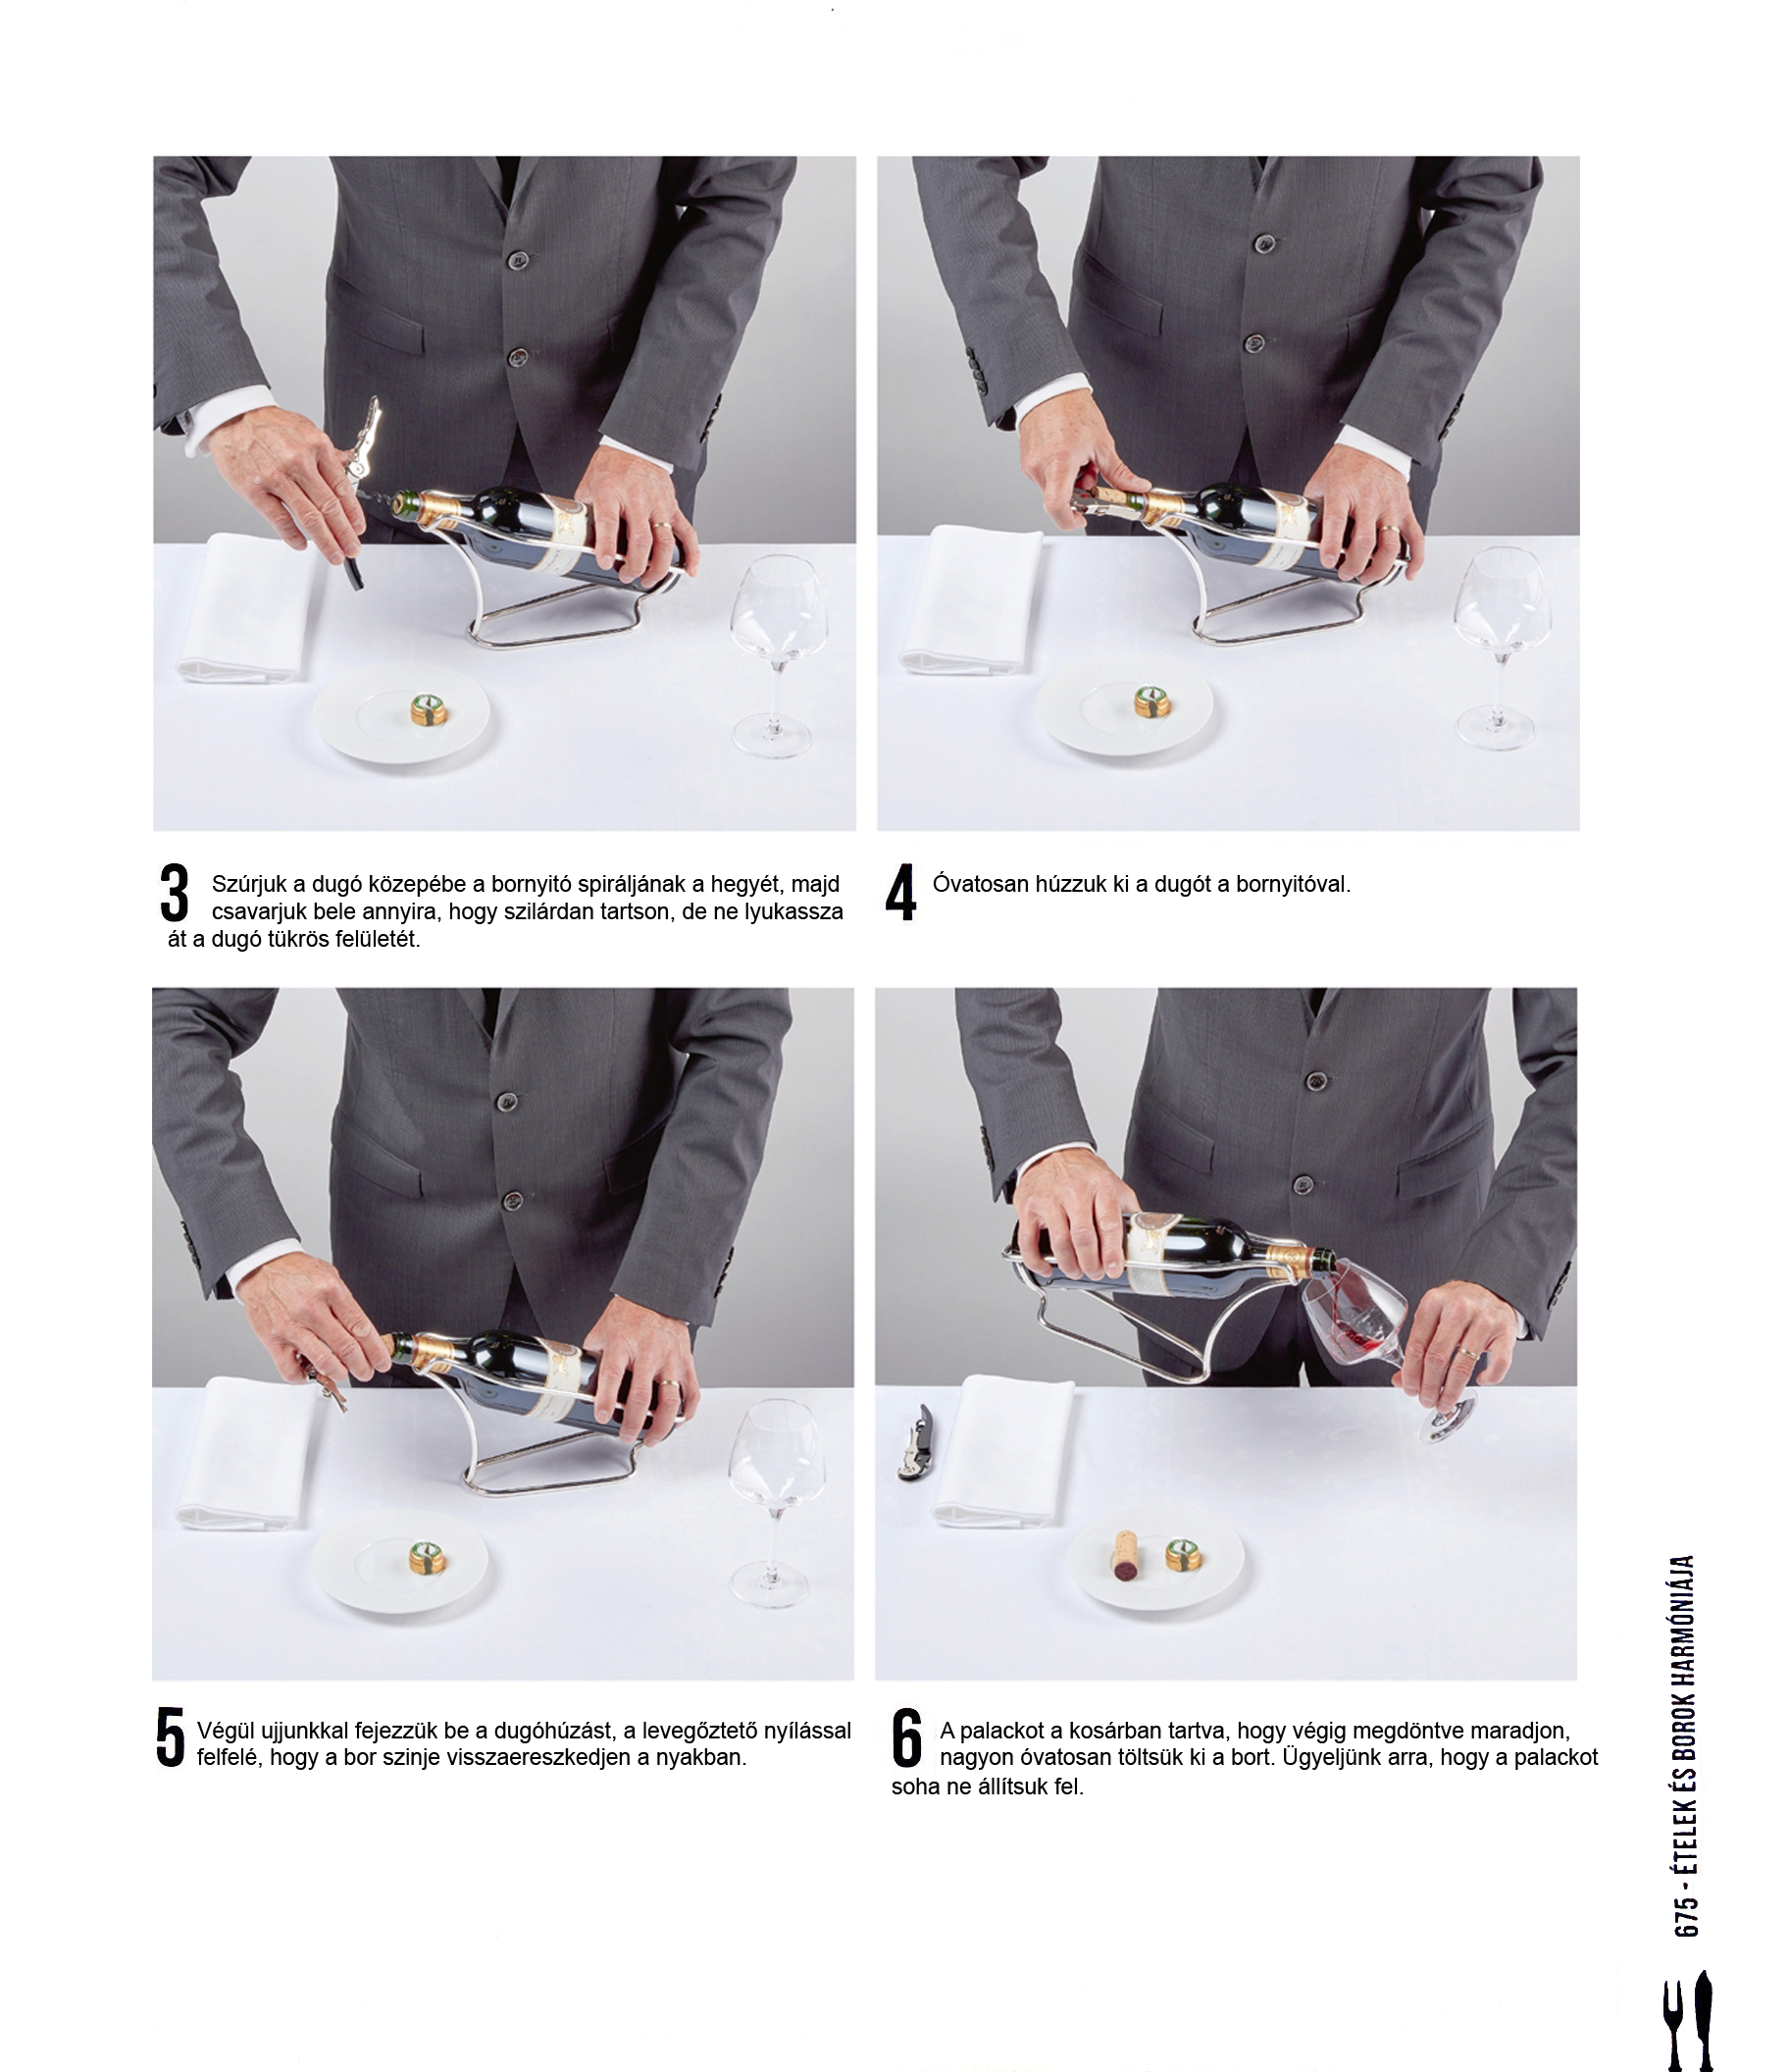 3 Szúrjuk a dugó közepébe a bornyitó spiráljának a hegyét, majd
csavarjuk bele annyira, hogy szilárdan tartson, de ne lyukassza
át a dugó tükrös felületét.
4 Óvatosan húzzuk ki a dugót a bornyitóval.
5 Végül ujjunkkal fejezzük be a dugóhúzást, a levegőztető nyílással
felfelé, hogy a bor szinje visszaereszkedjen a nyakban.
6 A palackot a kosárban tartva, hogy végig megdöntve maradjon,
nagyon óvatosan töltsük ki a bort. Ügyeljünk arra, hogy a palackot
soha ne állítsuk fel.
675 - ÉTELEK ÉS BOROK HARMÓNIÁJA